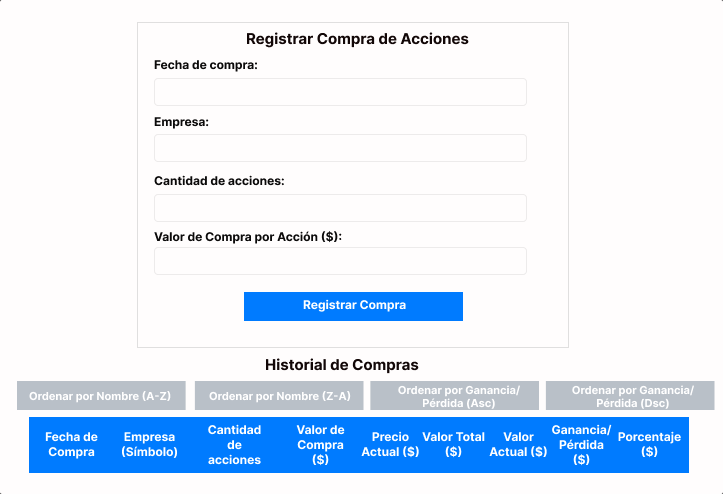 Registrar Compra de Acciones
Fecha de compra:
Empresa:
Cantidad de acciones:
Valor de Compra por Acción ($):
Registrar Compra
Historial de Compras
Ordenar por Nombre (A-Z)
Ordenar por Nombre (Z-A)
Ordenar por Ganancia/
Pérdida (Asc)
Ordenar por Ganancia/
Pérdida (Dsc)
Fecha de
Compra
Empresa
(Símbolo)
Cantidad
de
acciones
Valor de
Compra
($)
Precio
Actual ($)
Valor Total
($)
Valor
Actual ($)
Ganancia/
Pérdida
($)
Porcentaje
($)